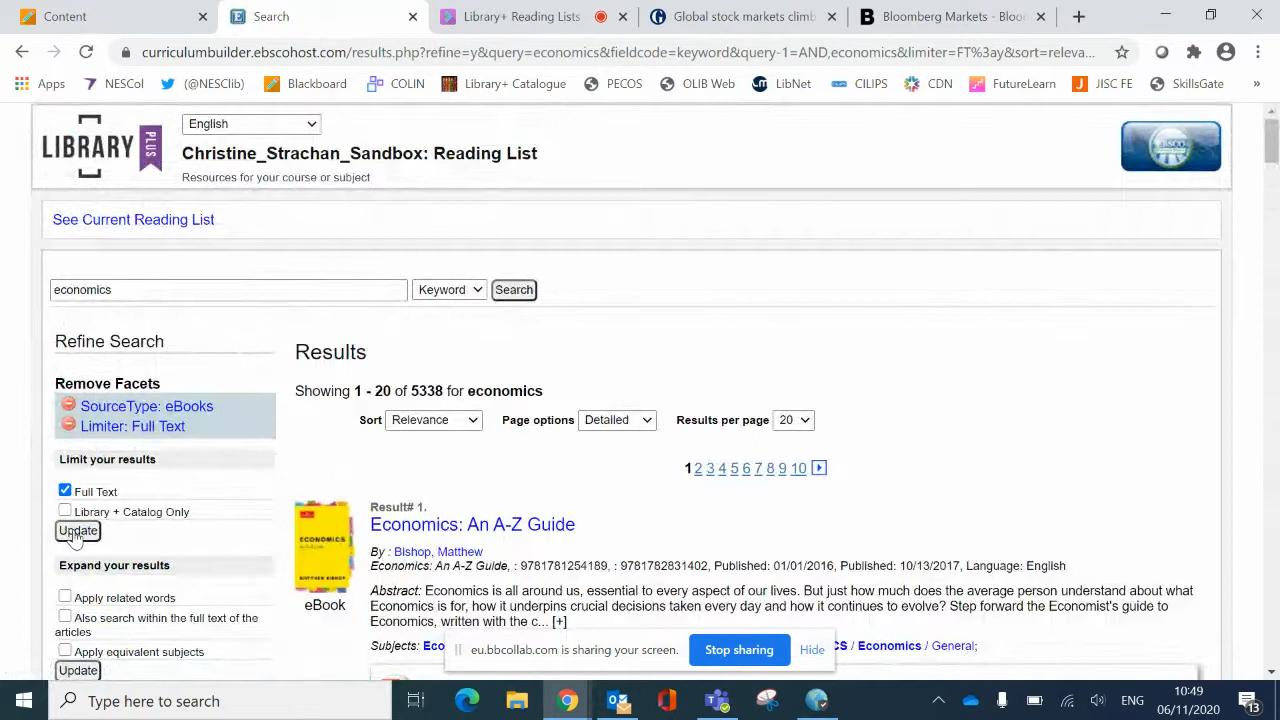 Content
Search
Library+ Reading Lists
Global stock markets climb
Bloomberg Markets - Bloon
curriculumbuilder.ebscohost.com/results.php?refine=y&query=economics&fieldcode=keyword&query-1=AND,economics&limiter=FT%3ay&sort=releva...
Apps NESCol (@NESClib) Blackboard COLIN Library+ Catalogue PECOS OLIB Web LibNet CILIPS CDN FutureLearn JISC FE SkillsGate »
LIBRARY PLUS
English
Christine_Strachan_Sandbox: Reading List
Resources for your course or subject
See Current Reading List
economics Keyword Search
Refine Search
Remove Facets
SourceType: eBooks
Limiter: Full Text
Limit your results
Full Text
Library + Catalog Only
Update
Expand your results
Apply related words
Also search within the full text of the
articles
Apply equivalent subjects
Update
Results
Showing 1 - 20 of 5338 for economics
Sort Relevance Page options Detailed Results per page 20
1 2 3 4 5 6 7 8 9 10
Result# 1.
Economics: An A-Z Guide
By : Bishop, Matthew
Economics: An A-Z Guide, : 9781781254189, : 9781782831402, Published: 01/01/2016, Published: 10/13/2017, Language: English
Abstract: Economics is all around us, essential to every aspect of our lives. But just how much does the average person understand about what
Economics is for, how it underpins crucial decisions taken every day and how it continues to evolve? Step forward the Economist's guide to
Economics, written with the c... [+]
Subjects: Eco CS / Economics / General;
ECONOMICS
MATTHEW BISHOP
eBook
eu.bbcollab.com is sharing your screen. Stop sharing Hide
Type here to search
ENG
10:49
06/11/2020
13